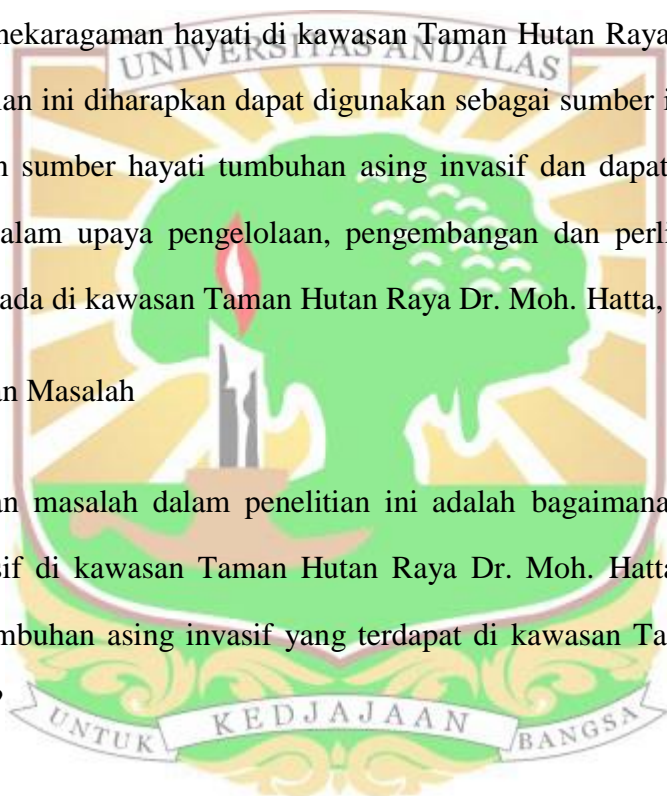 nekaragaman hayati di kawasan Taman Hutan Raya
UNIVERSITAS ANDALAS
an ini diharapkan dapat digunakan sebagai sumber i
sumber hayati tumbuhan asing invasif dan dapat
alam upaya pengelolaan, pengembangan dan perli
ada di kawasan Taman Hutan Raya Dr. Moh. Hatta,
an Masalah
an masalah dalam penelitian ini adalah bagaimana
sif di kawasan Taman Hutan Raya Dr. Moh. Hatta
mbuhan asing invasif yang terdapat di kawasan Ta
?
UNTUK KEDJAJAAN BANGSA